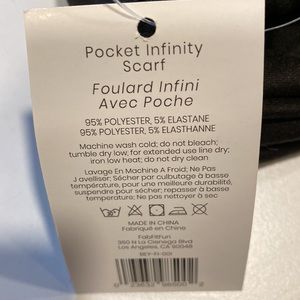 Pocket Infinity
Scarf
Foulard Infini
Avec Poche
95% POLYESTER, 5% ELASTANE
95% POLYESTER, 5% ELASTHANNE
Machine wash cold; do not bleach;
tumble dry low; for extended use line dry;
iron low heat; do not dry clean
Lavage En Machine A Froid; Ne Pas
J avelliser; Sécher par culbutage à basse
température, pour une meilleure durabilité,
suspendre pour sécher; repasser à basse
température; Ne pas nettoyer à sec
MADE IN CHINA
Fabriqué en Chine
FabFitFun
360 N La Cienega Blvd
Los Angeles, CA 90048
BEY-FI-001